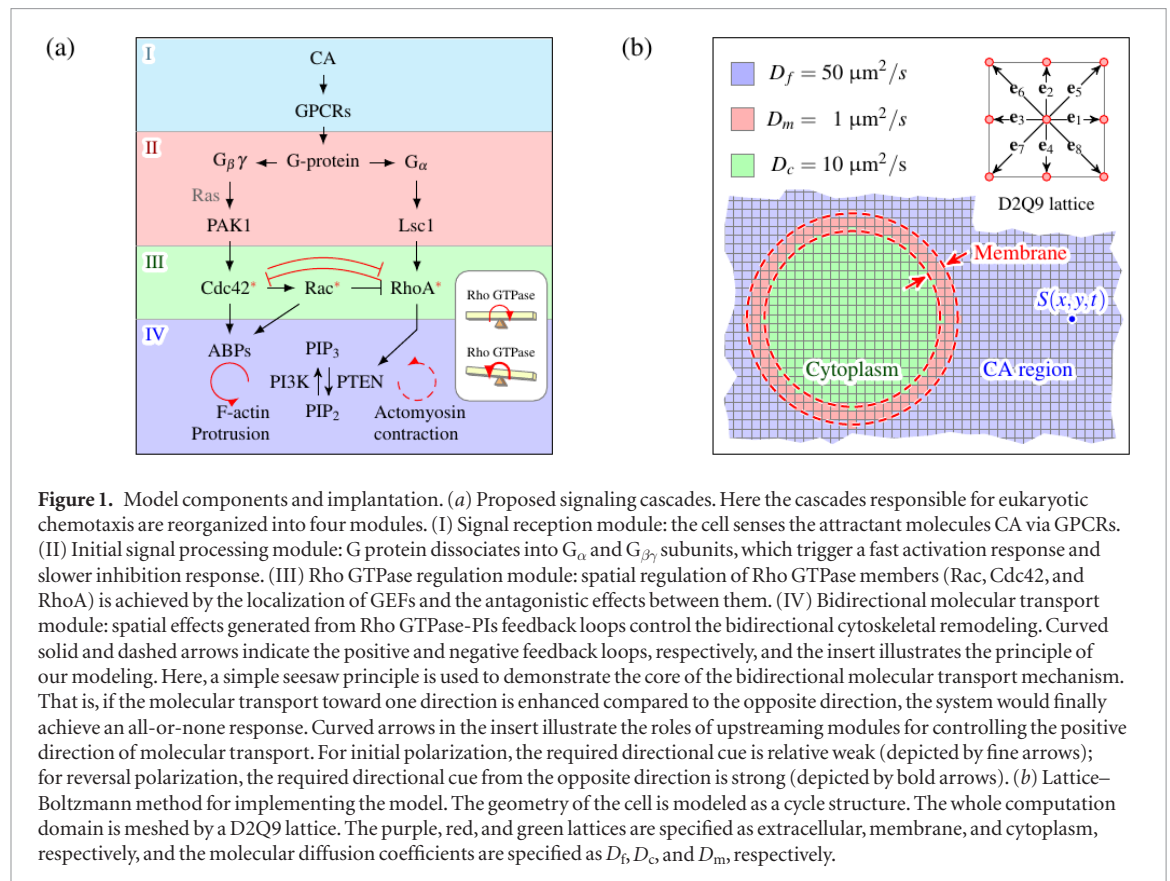 (a)
I
CA
GPCRs
II
Gβγ G-protein Gα
Ras
PAK1 Lsc1
III
Cdc42* Rac* RhoA*
Rho GTPase
Rho GTPase
IV
ABPs
PIP3
PI3K PTEN
PIP2
F-actin
Protrusion
Actomyosin
contraction
(b)
Df = 50 μm²/s
Dm = 1 μm²/s
Dc = 10 μm²/s
e6 e2 e5
e3 e1
e7 e4 e8
D2Q9 lattice
Membrane
S(x,y,t)
Cytoplasm
CA region
Figure 1. Model components and implantation. (a) Proposed signaling cascades. Here the cascades responsible for eukaryotic
chemotaxis are reorganized into four modules. (I) Signal reception module: the cell senses the attractant molecules CA via GPCRs.
(II) Initial signal processing module: G protein dissociates into Gα and Gβγ subunits, which trigger a fast activation response and
slower inhibition response. (III) Rho GTPase regulation module: spatial regulation of Rho GTPase members (Rac, Cdc42, and
RhoA) is achieved by the localization of GEFs and the antagonistic effects between them. (IV) Bidirectional molecular transport
module: spatial effects generated from Rho GTPase-PIs feedback loops control the bidirectional cytoskeletal remodeling. Curved
solid and dashed arrows indicate the positive and negative feedback loops, respectively, and the insert illustrates the principle of
our modeling. Here, a simple seesaw principle is used to demonstrate the core of the bidirectional molecular transport mechanism.
That is, if the molecular transport toward one direction is enhanced compared to the opposite direction, the system would finally
achieve an all-or-none response. Curved arrows in the insert illustrate the roles of upstreaming modules for controlling the positive
direction of molecular transport. For initial polarization, the required directional cue is relative weak (depicted by fine arrows);
for reversal polarization, the required directional cue from the opposite direction is strong (depicted by bold arrows). (b) Lattice–
Boltzmann method for implementing the model. The geometry of the cell is modeled as a cycle structure. The whole computation
domain is meshed by a D2Q9 lattice. The purple, red, and green lattices are specified as extracellular, membrane, and cytoplasm,
respectively, and the molecular diffusion coefficients are specified as Df, Dc, and Dm, respectively.